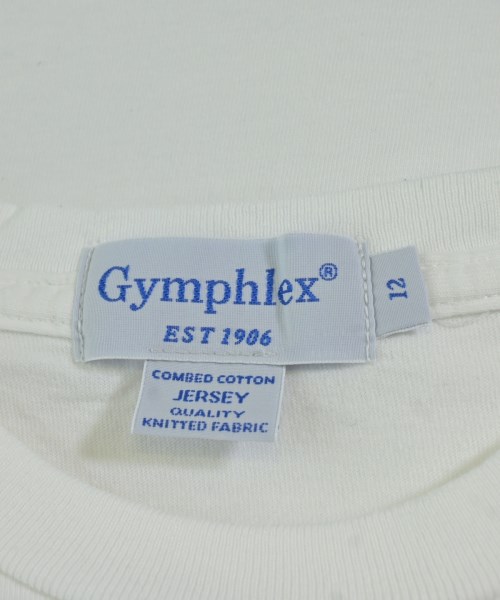 Gymphlex®
EST 1906
12
COMBED COTTON
JERSEY
QUALITY
KNITTED FABRIC